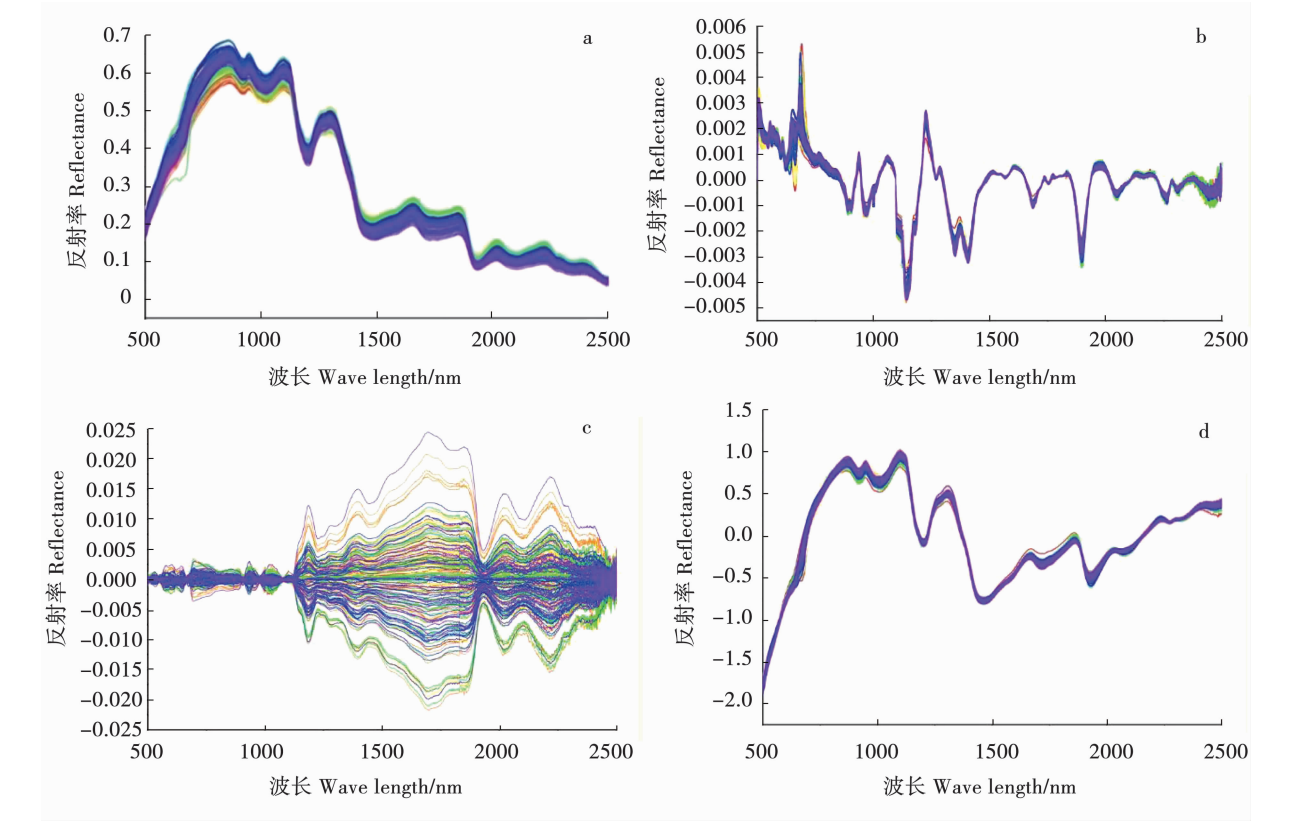 a
0.7
0.6
0.5
0.4
0.3
0.2
0.1
0
反射率 Reflectance
500 1000 1500 2000 2500
波长 Wave length/nm
b
0.006
0.005
0.004
0.003
0.002
0.001
0.000
−0.001
−0.002
−0.003
−0.004
−0.005
反射率 Reflectance
500 1000 1500 2000 2500
波长 Wave length/nm
c
0.025
0.020
0.015
0.010
0.005
0.000
−0.005
−0.010
−0.015
−0.020
−0.025
反射率 Reflectance
500 1000 1500 2000 2500
波长 Wave length/nm
d
1.5
1.0
0.5
0.0
−0.5
−1.0
−1.5
−2.0
反射率 Reflectance
500 1000 1500 2000 2500
波长 Wave length/nm